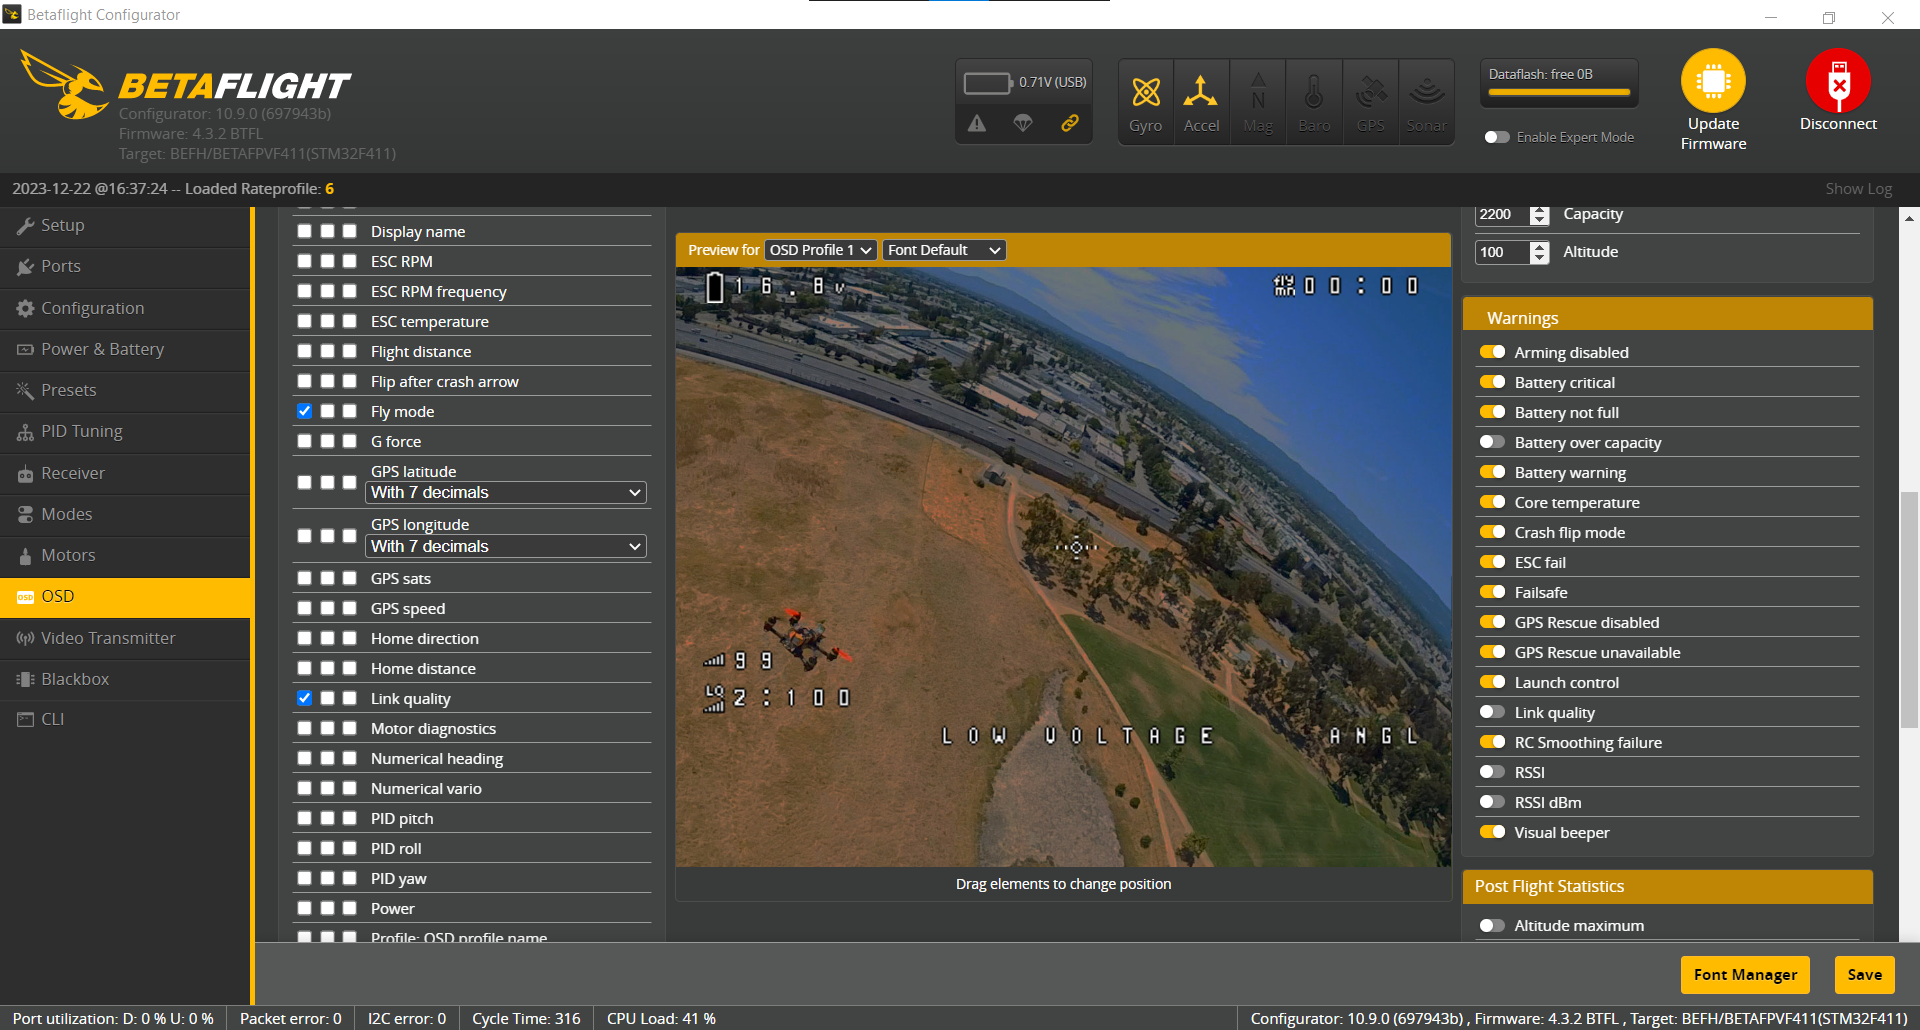 Betaflight Configurator
BETAFLIGHT
Configurator: 10.9.0 (697943b)
Firmware: 4.3.2 BTFL
Target: BEFH/BETAFPVF411(STM32F411)
0.71V (USB)
Gyro
Accel
Mag
Baro
GPS
Sonar
Dataflash: free 0B
Enable Expert Mode
Update
Firmware
Disconnect
2023-12-22 @16:37:24 -- Loaded Rateprofile: 6
Show Log
Setup
Ports
Configuration
Power & Battery
Presets
PID Tuning
Receiver
Modes
Motors
OSD OSD
Video Transmitter
Blackbox
CLI
Display name
ESC RPM
ESC RPM frequency
ESC temperature
Flight distance
Flip after crash arrow
Fly mode
G force
GPS latitude
With 7 decimals
GPS longitude
With 7 decimals
GPS sats
GPS speed
Home direction
Home distance
Link quality
Motor diagnostics
Numerical heading
Numerical vario
PID pitch
PID roll
PID yaw
Power
Profile: OSD profile name
Preview for OSD Profile 1 Font Default
16.8V
fly mn 00:00
99
LQ 2:100
LOW VOLTAGE ANGL
Drag elements to change position
2200 Capacity
100 Altitude
Warnings
Arming disabled
Battery critical
Battery not full
Battery over capacity
Battery warning
Core temperature
Crash flip mode
ESC fail
Failsafe
GPS Rescue disabled
GPS Rescue unavailable
Launch control
Link quality
RC Smoothing failure
RSSI
RSSI dBm
Visual beeper
Post Flight Statistics
Altitude maximum
Font Manager
Save
Port utilization: D: 0 % U: 0 %
Packet error: 0
I2C error: 0
Cycle Time: 316
CPU Load: 41 %
Configurator: 10.9.0 (697943b) , Firmware: 4.3.2 BTFL , Target: BEFH/BETAFPVF411(STM32F411)